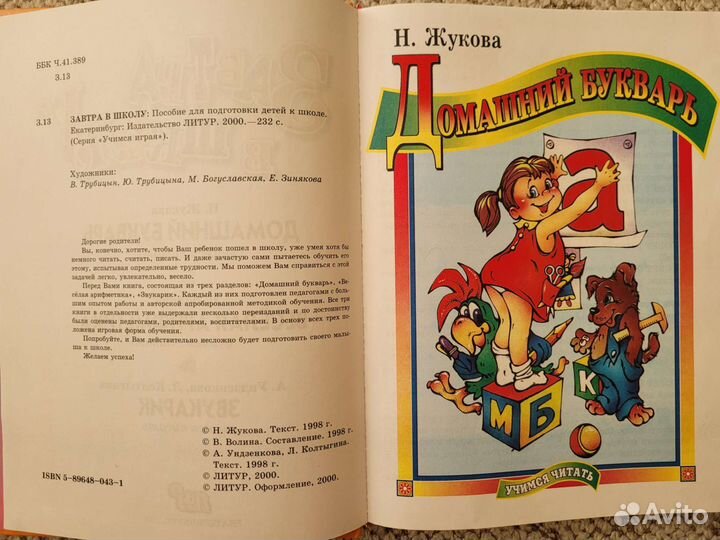 ББК Ч.41.389
З.13
З.13 ЗАВТРА В ШКОЛУ: Пособие для подготовки детей к школе.
Екатеринбург: Издательство ЛИТУР. 2000.—232 с.
(Серия «Учимся играя»).
Художники:
В. Трубицын, Ю. Трубицына, М. Богуславская, Е. Зинякова
Дорогие родители!
Вы, конечно, хотите, чтобы Ваш ребенок пошел в школу, уже умея хотя бы
немного читать, считать, писать. И даже зачастую сами пытаетесь обучить его
этому, испытывая определенные трудности. Мы поможем Вам справиться с этой
задачей легко, увлекательно, весело.
Перед Вами книга, состоящая из трех разделов: «Домашний букварь», «Ве-
сёлая арифметика», «Звукарик». Каждый из них подготовлен педагогами с боль-
шим опытом работы и авторской апробированной методикой обучения. Все три
книги в отдельности уже выдержали несколько переизданий и по достоинству
были оценены педагогами, родителями, воспитателями. В основу всех трех по-
ложена игровая форма обучения.
Попробуйте, и Вам действительно несложно будет подготовить своего малы-
ша к школе.
Желаем успеха!
© Н. Жукова. Текст. 1998 г.
© В. Волина. Составление. 1998 г.
© А. Ундзенкова, Л. Колтыгина.
Текст. 1998 г.
© ЛИТУР, 2000.
© ЛИТУР. Оформление, 2000.
ISBN 5-89648-043-1
Н. Жукова
ДОМАШНИЙ БУКВАРЬ
а
М Б К
УЧИМСЯ ЧИТАТЬ
Avito